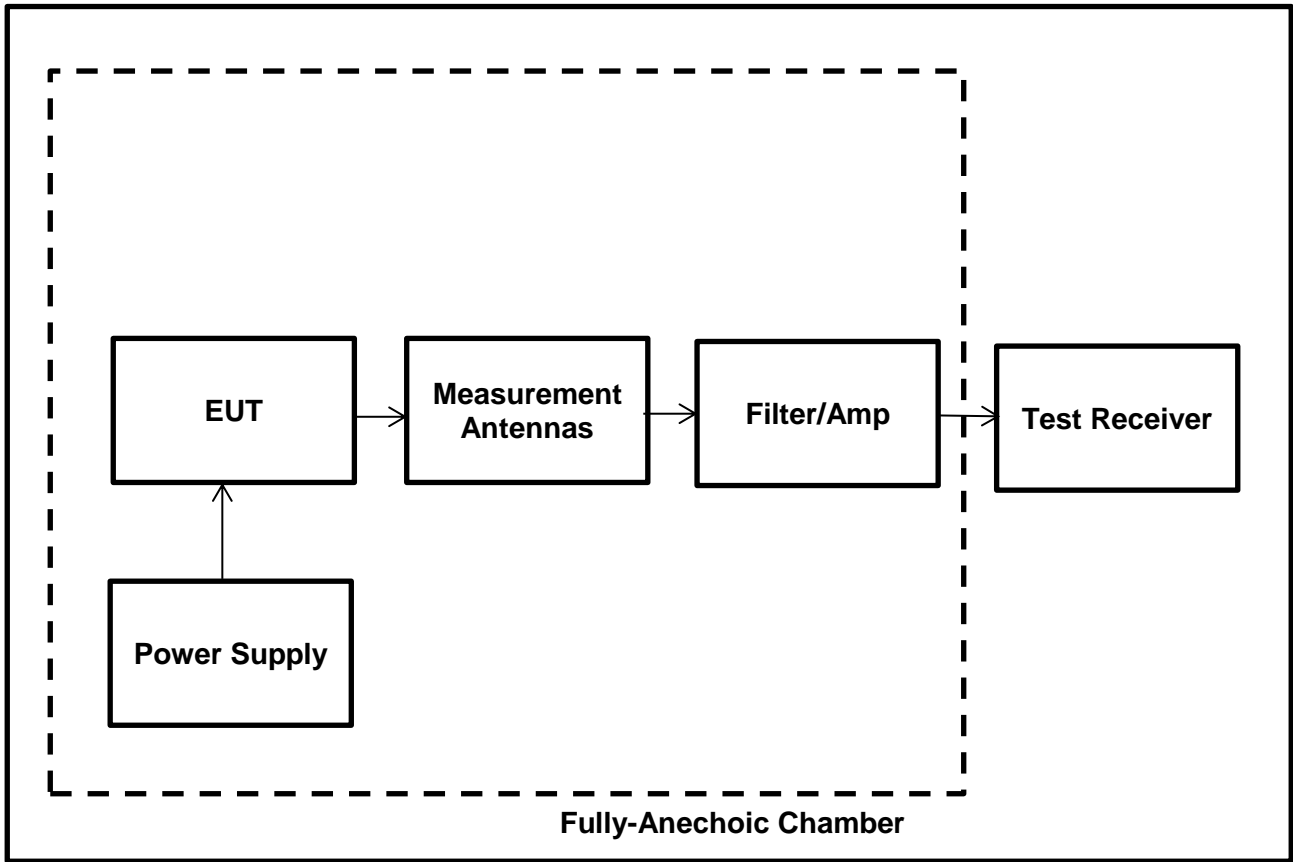 EUT
Measurement
Antennas
Filter/Amp
Test Receiver
Power Supply
Fully-Anechoic Chamber